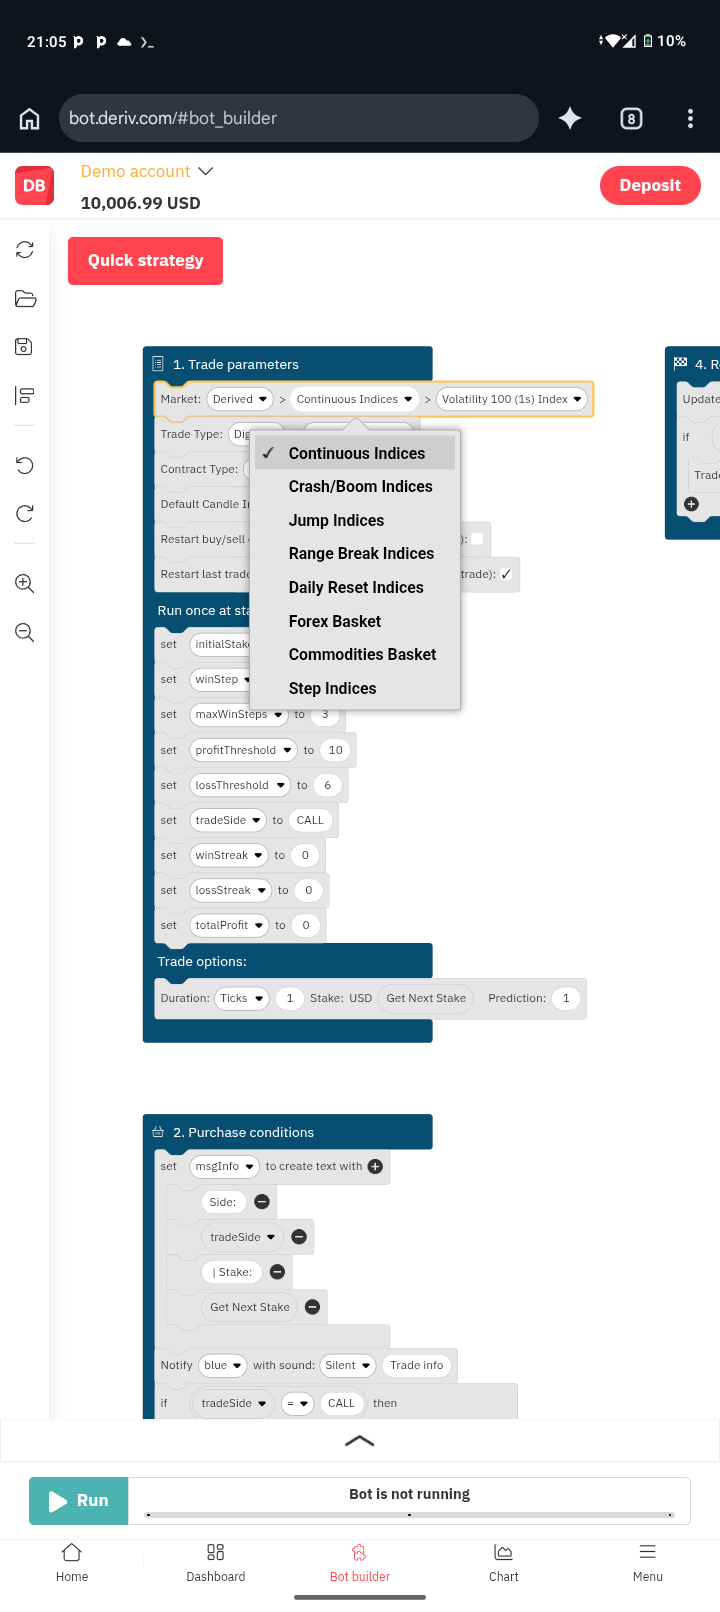 21:05
10%
bot.deriv.com/#bot_builder
8
DB
Demo account
10,006.99 USD
Deposit
Quick strategy
1. Trade parameters
4. R
Market: Derived > Continuous Indices > Volatility 100 (1s) Index
Update
Trade Type: Dig
if
Continuous Indices
Contract Type:
Trade
Crash/Boom Indices
Default Candle In
Jump Indices
Restart buy/sell
):
Range Break Indices
Restart last trade
trade):
Daily Reset Indices
Run once at sta
Forex Basket
set initialStake
Commodities Basket
set winStep
Step Indices
set maxWinSteps to 3
set profitThreshold to 10
set lossThreshold to 6
set tradeSide to CALL
set winStreak to 0
set lossStreak to 0
set totalProfit to 0
Trade options:
Duration: Ticks 1 Stake: USD Get Next Stake Prediction: 1
2. Purchase conditions
set msgInfo to create text with
Side:
tradeSide
| Stake:
Get Next Stake
Notify blue with sound: Silent Trade info
if tradeSide = CALL then
Run
Bot is not running
Home
Dashboard
Bot builder
Chart
Menu